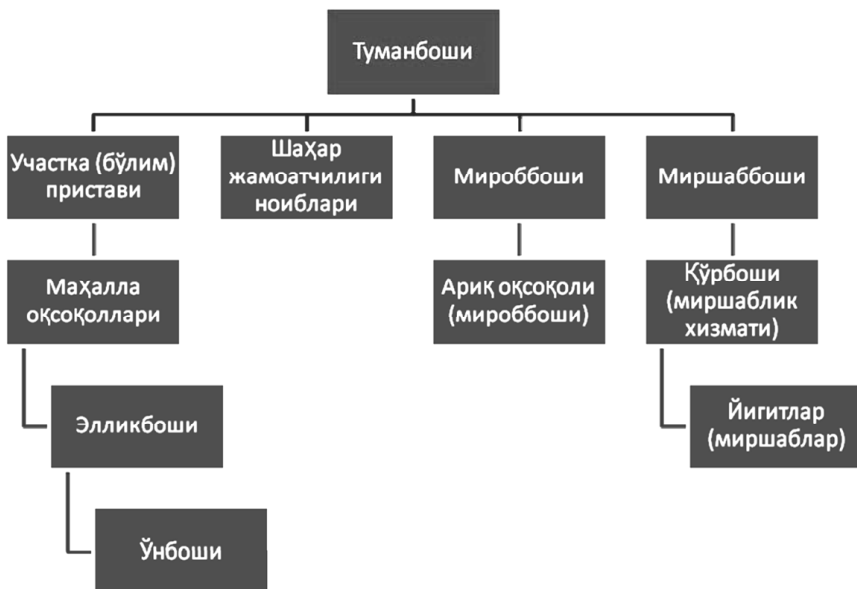 Туманбоши
Участка (бўлим)
пристави
Шаҳар
жамоатчилиги
ноиблари
Мироббоши
Миршаббоши
Маҳалла
оқсоқоллари
Ариқ оқсоқоли
(мироббоши)
Қўрбоши
(миршаблик
хизмати)
Элликбоши
Йигитлар
(миршаблар)
Ўнбоши